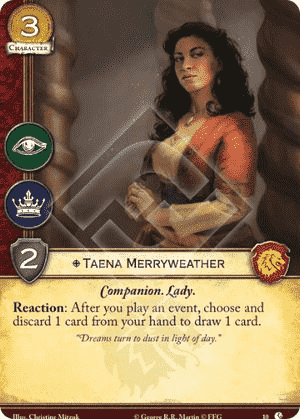 3
CHARACTER
2
TAENA MERRYWEATHER
Companion. Lady.
Reaction: After you play an event, choose and
discard 1 card from your hand to draw 1 card.
"Dreams turn to dust in light of day."
Illus. Christine Mitzuk © George R.R. Martin © FFG 10